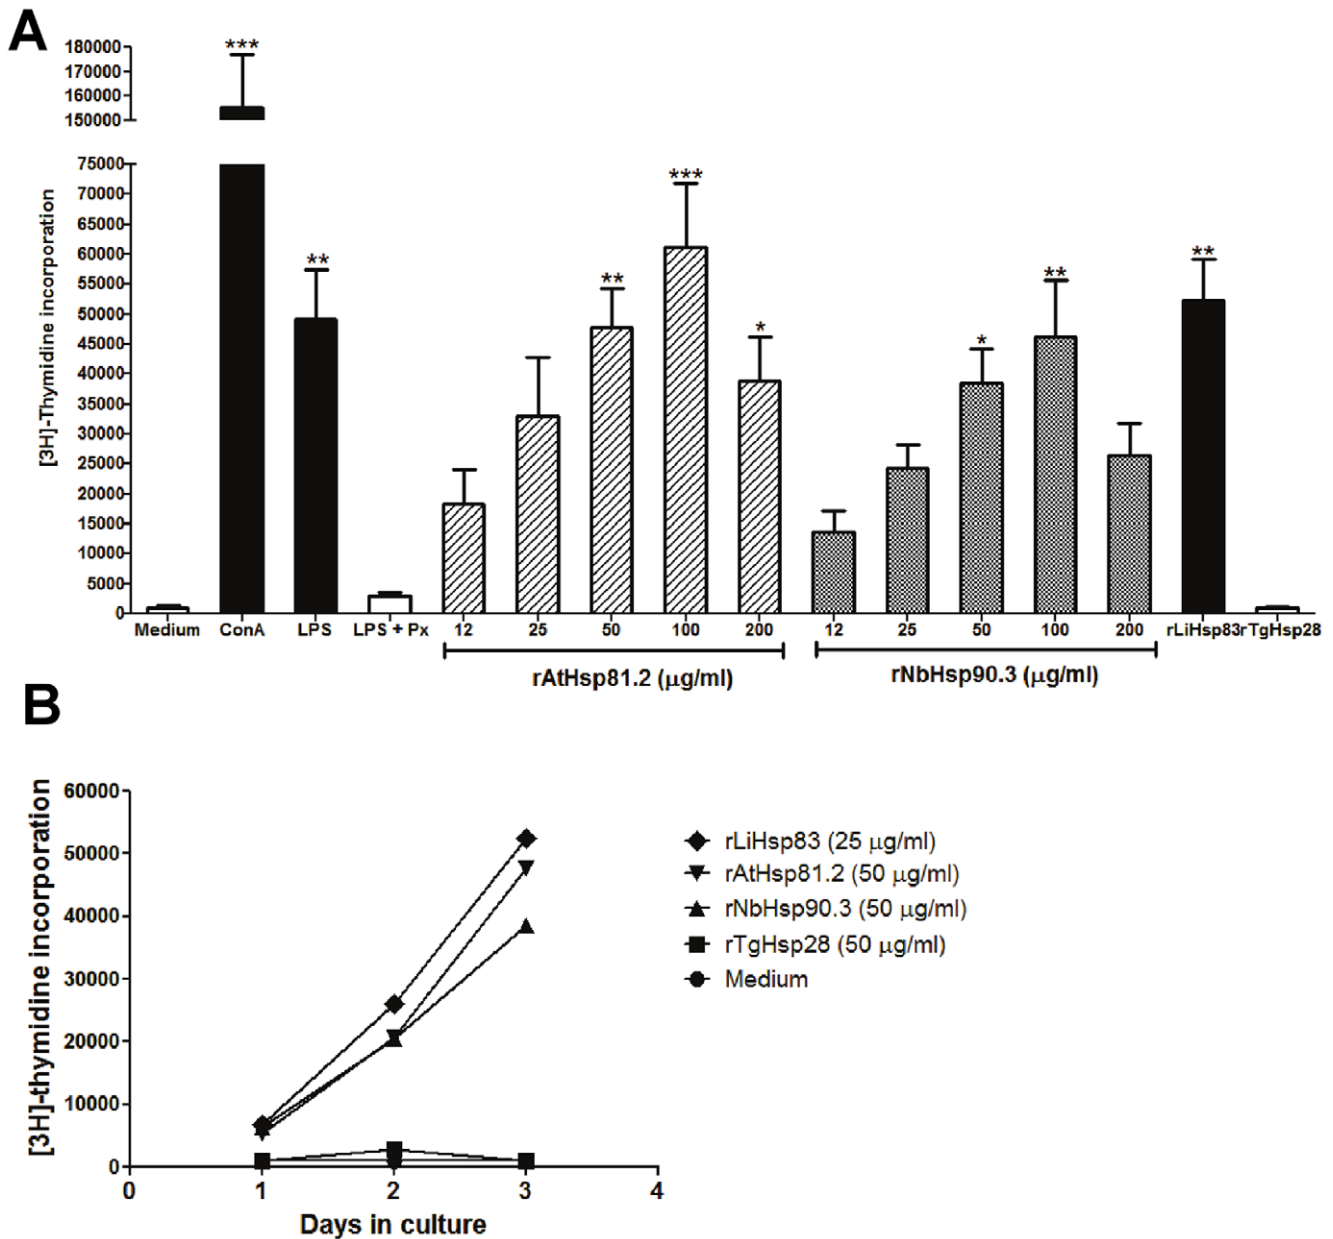 A
180000
170000
160000
150000
75000
70000
65000
60000
55000
50000
45000
40000
35000
30000
25000
20000
15000
10000
5000
0
[3H]-Thymidine incorporation
***
**
**
***
*
*
**
**
Medium ConA LPS LPS + Px 12 25 50 100 200 12 25 50 100 200 rLiHsp83 rTgHsp28
rAtHsp81.2 (μg/ml) rNbHsp90.3 (μg/ml)
B
60000
50000
40000
30000
20000
10000
0
[3H]-thymidine incorporation
0 1 2 3 4
Days in culture
rLiHsp83 (25 μg/ml)
rAtHsp81.2 (50 μg/ml)
rNbHsp90.3 (50 μg/ml)
rTgHsp28 (50 μg/ml)
Medium